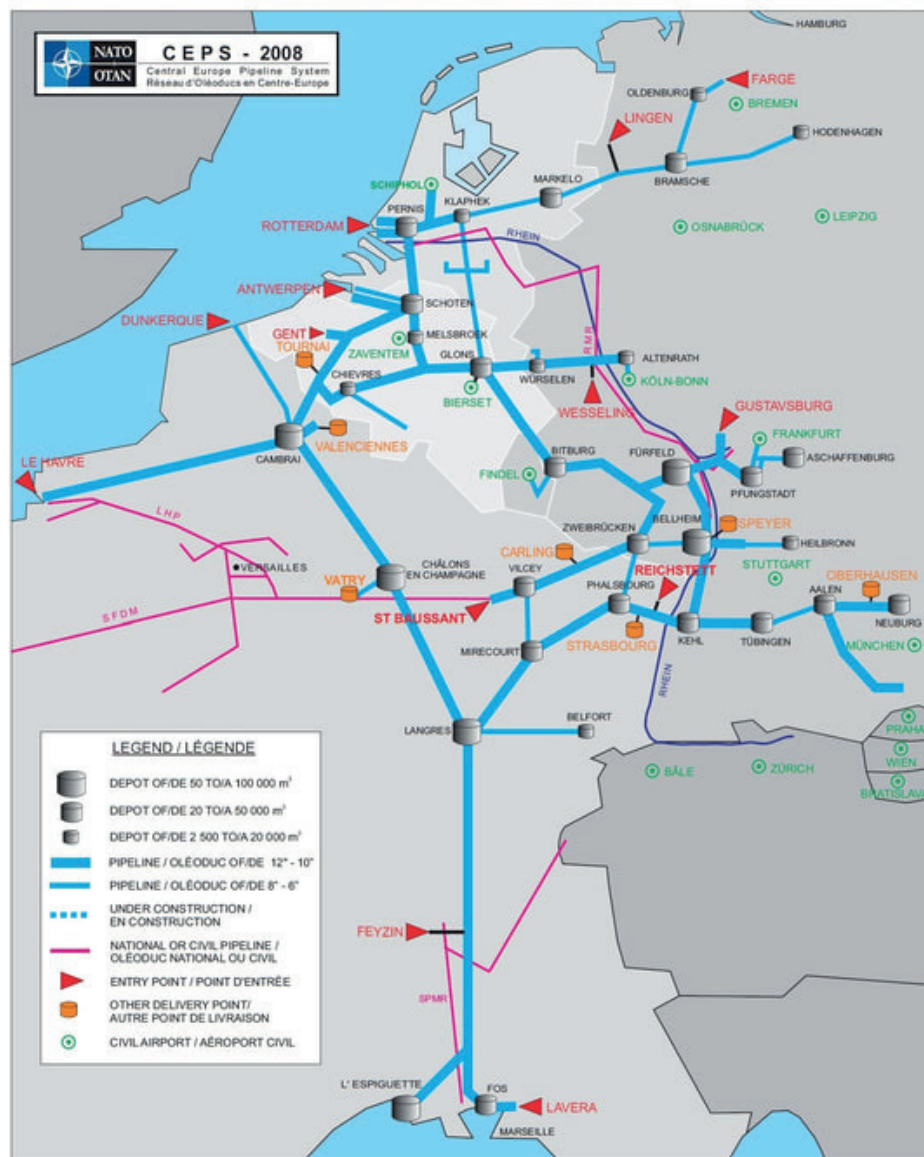 NATO
OTAN
CEPS - 2008
Central Europe Pipeline System
Réseau d'Oléoducs en Centre-Europe
HAMBURG
FARGE
OLDENBURG
BREMEN
LINGEN
HODENHAGEN
MARKELO
BRAMSCHE
SCHIPHOL
KLAPHEK
PERNIS
ROTTERDAM
RHEIN
OSNABRÜCK
LEIPZIG
ANTWERPEN
SCHOTEN
DUNKERQUE
GENT
MELSBROEK
TOURNAI
ZAVENTEM
GLONS
R.M.R
ALTENRATH
CHIEVRES
WÜRSELEN
KÖLN-BONN
BIERSET
WESSELING
GUSTAVSBURG
VALENCIENNES
CAMBRAI
FRANKFURT
LE HAVRE
BITBURG
FÜRFELD
ASCHAFFENBURG
FINDEL
PFUNGSTADT
LHP
ZWEIBRÜCKEN
BELLHEIM
SPEYER
CARLING
HEILBRONN
VERSAILLES
CHÂLONS
EN CHAMPAGNE
VILCEY
REICHSTETT
STUTTGART
VATRY
PHALSBOURG
OBERHAUSEN
AALEN
SFDM
ST BAUSSANT
STRASBOURG
KEHL
TÜBINGEN
NEUBURG
MIRECOURT
MÜNCHEN
RHEIN
LANGRES
BELFORT
PRAHA
WIEN
BÂLE
ZÜRICH
BRATISLAVA
LEGEND / LÉGENDE
DEPOT OF/DE 50 TO/A 100 000 m³
DEPOT OF/DE 20 TO/A 50 000 m³
DEPOT OF/DE 2 500 TO/A 20 000 m³
PIPELINE / OLÉODUC OF/DE 12" - 10"
PIPELINE / OLÉODUC OF/DE 8" - 6"
UNDER CONSTRUCTION /
EN CONSTRUCTION
NATIONAL OR CIVIL PIPELINE /
OLÉODUC NATIONAL OU CIVIL
ENTRY POINT / POINT D'ENTRÉE
OTHER DELIVERY POINT/
AUTRE POINT DE LIVRAISON
CIVIL AIRPORT / AÉROPORT CIVIL
FEYZIN
SPMR
L' ESPIGUETTE
FOS
LAVERA
MARSEILLE